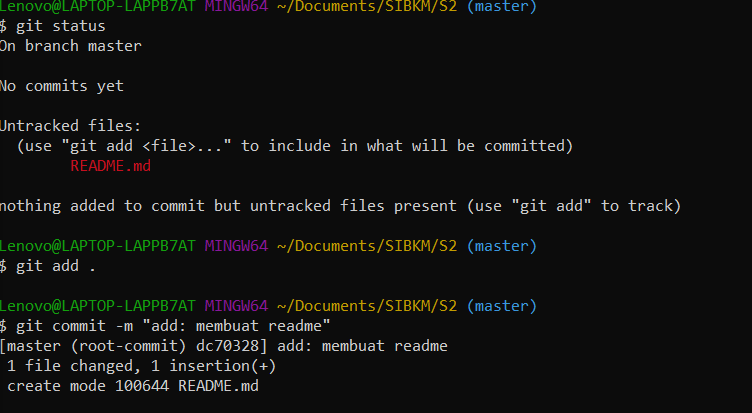 Lenovo@LAPTOP-LAPPB7AT MINGW64 ~/Documents/SIBKM/S2 (master)
$ git status
On branch master
No commits yet
Untracked files:
  (use "git add <file>..." to include in what will be committed)
        README.md
nothing added to commit but untracked files present (use "git add" to track)
Lenovo@LAPTOP-LAPPB7AT MINGW64 ~/Documents/SIBKM/S2 (master)
$ git add .
Lenovo@LAPTOP-LAPPB7AT MINGW64 ~/Documents/SIBKM/S2 (master)
$ git commit -m "add: membuat readme"
[master (root-commit) dc70328] add: membuat readme
 1 file changed, 1 insertion(+)
 create mode 100644 README.md